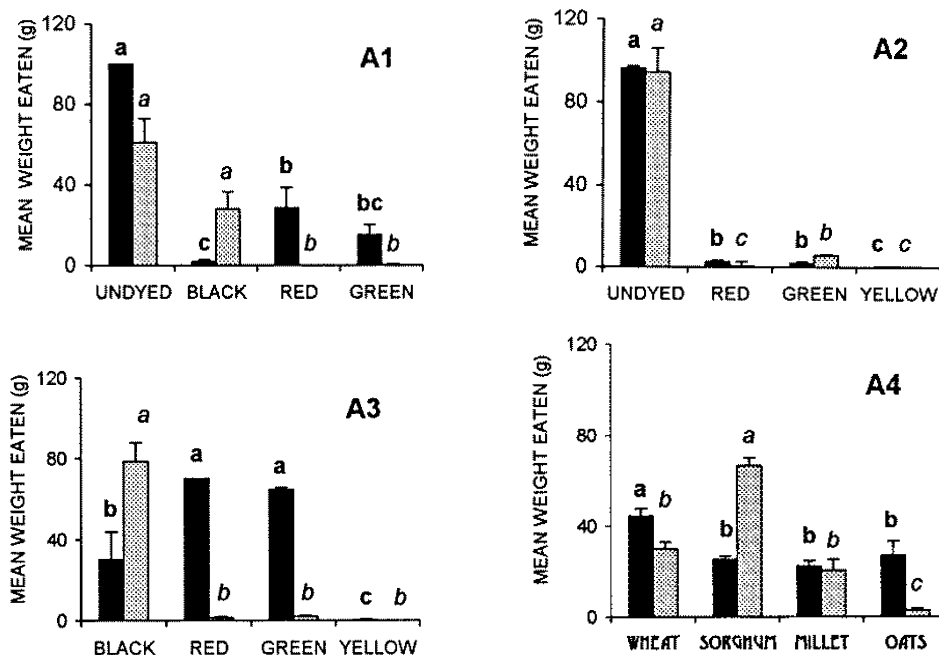 A1
MEAN WEIGHT EATEN (g)
120
80
40
0
a
a
c
a
b
b
bc
b
UNDYED BLACK RED GREEN
A2
MEAN WEIGHT EATEN (g)
120
80
40
0
a
a
b
c
b
b
c
c
UNDYED RED GREEN YELLOW
A3
MEAN WEIGHT EATEN (g)
120
80
40
0
b
a
a
b
a
b
c
b
BLACK RED GREEN YELLOW
A4
MEAN WEIGHT EATEN (g)
120
80
40
0
a
b
b
a
b
b
b
c
WHEAT SORGHUM MILLET OATS